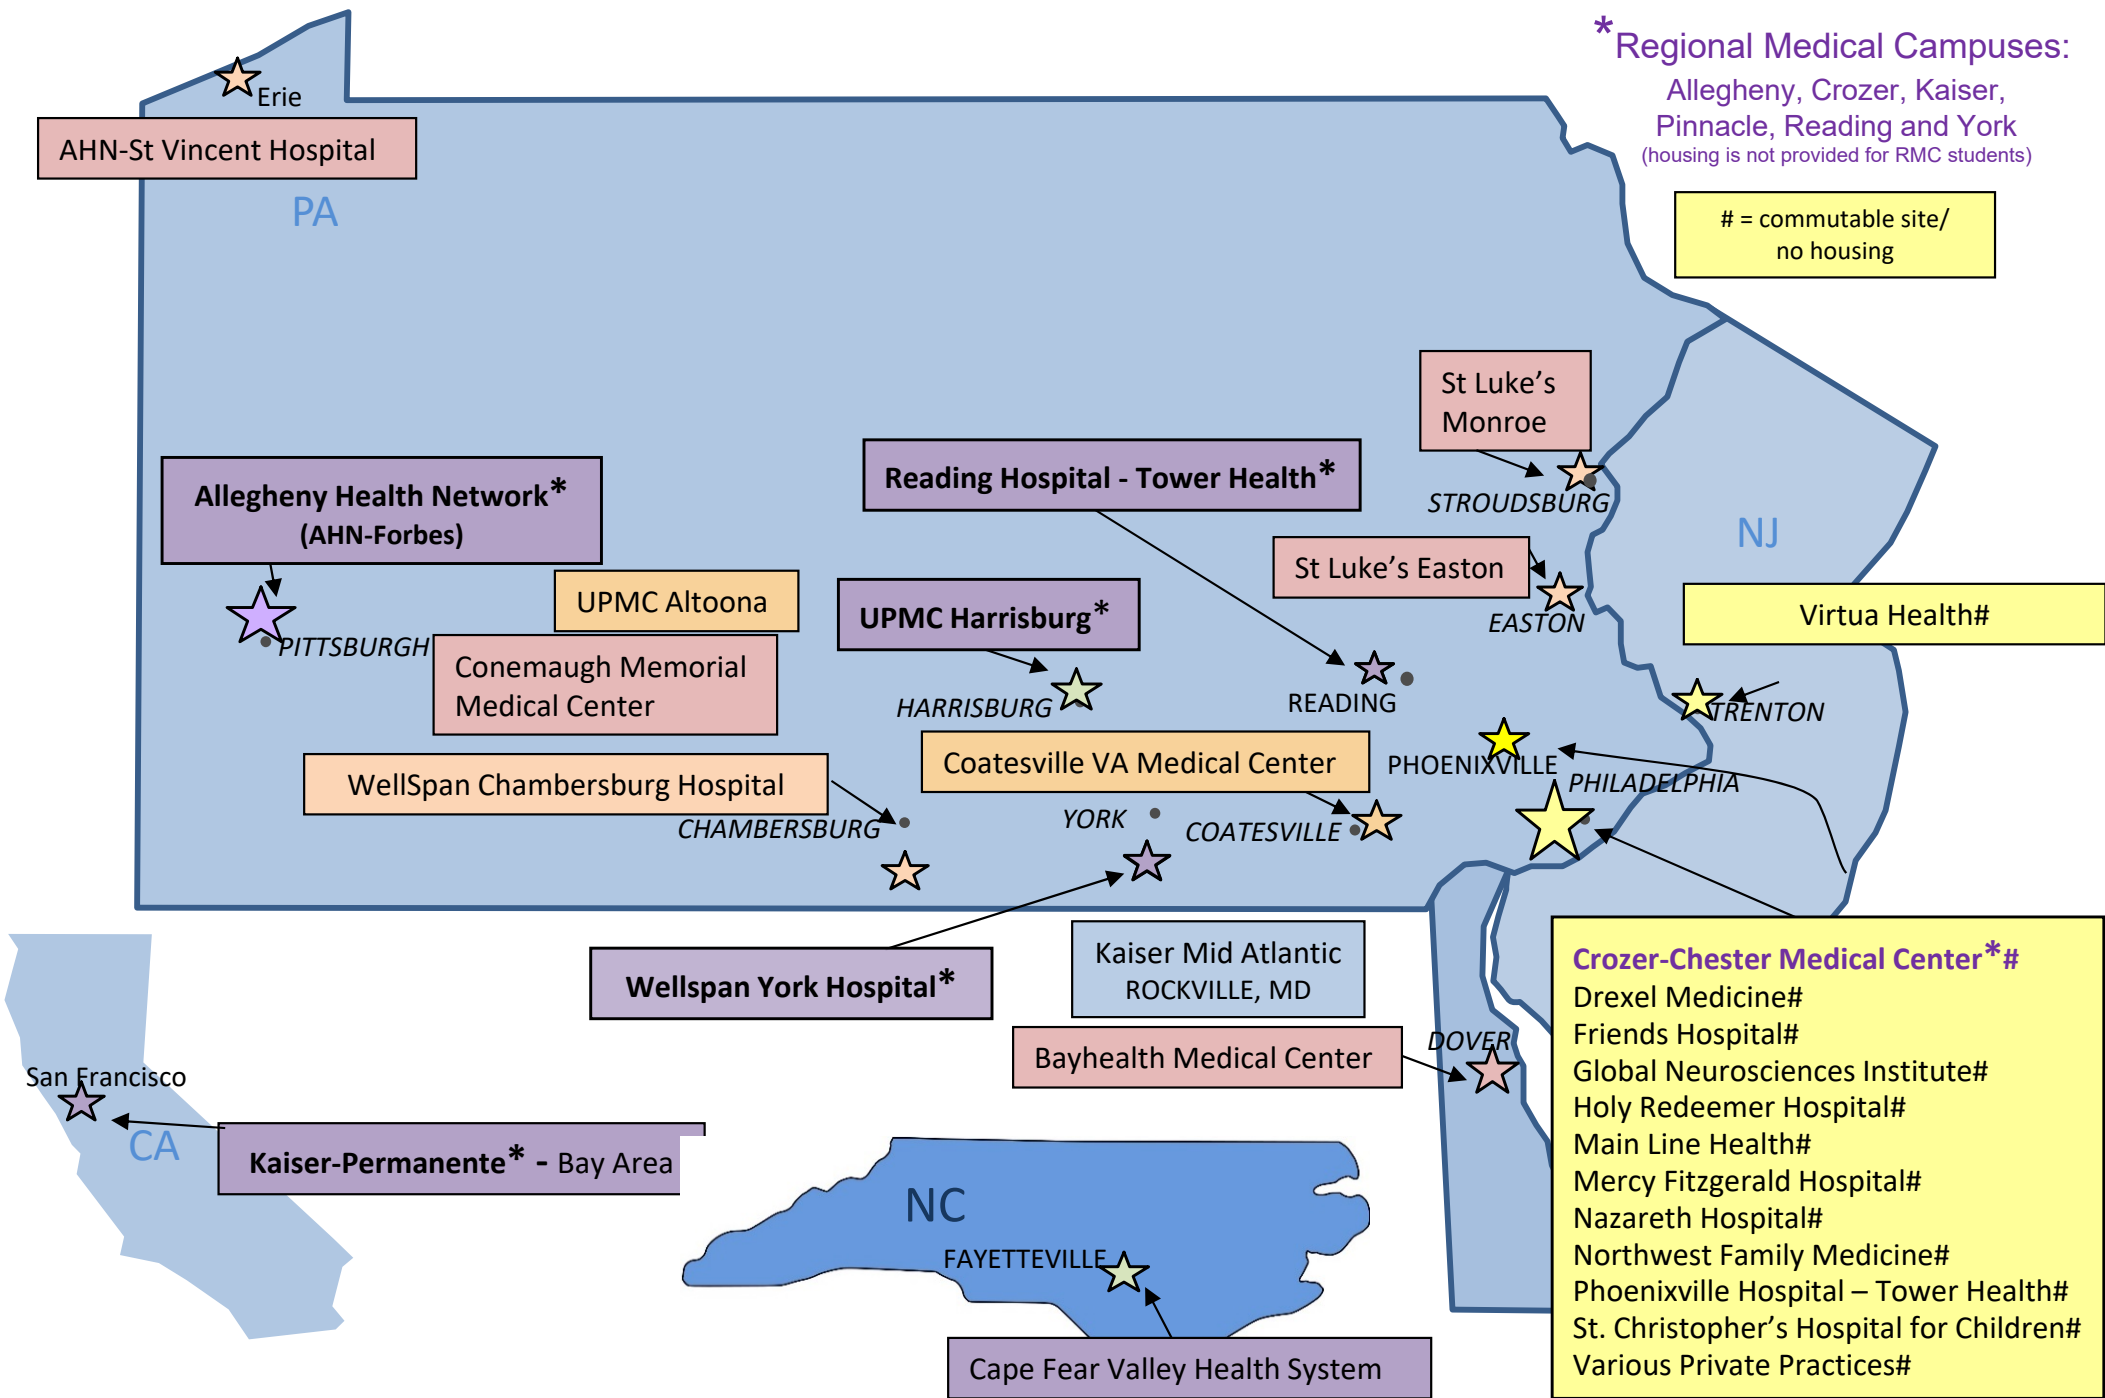 *Regional Medical Campuses:
Allegheny, Crozer, Kaiser,
Pinnacle, Reading and York
(housing is not provided for RMC students)
# = commutable site/
no housing
Erie
AHN-St Vincent Hospital
PA
St Luke's
Monroe
STROUDSBURG
Reading Hospital - Tower Health*
Allegheny Health Network*
(AHN-Forbes)
NJ
St Luke's Easton
EASTON
UPMC Altoona
UPMC Harrisburg*
Virtua Health#
PITTSBURGH
Conemaugh Memorial
Medical Center
HARRISBURG
READING
TRENTON
Coatesville VA Medical Center
PHOENIXVILLE
PHILADELPHIA
WellSpan Chambersburg Hospital
CHAMBERSBURG
YORK
COATESVILLE
Wellspan York Hospital*
Kaiser Mid Atlantic
ROCKVILLE, MD
Bayhealth Medical Center
DOVER
Crozer-Chester Medical Center*#
Drexel Medicine#
Friends Hospital#
Global Neurosciences Institute#
Holy Redeemer Hospital#
Main Line Health#
Mercy Fitzgerald Hospital#
Nazareth Hospital#
Northwest Family Medicine#
Phoenixville Hospital – Tower Health#
St. Christopher's Hospital for Children#
Various Private Practices#
San Francisco
CA
Kaiser-Permanente* - Bay Area
NC
FAYETTEVILLE
Cape Fear Valley Health System